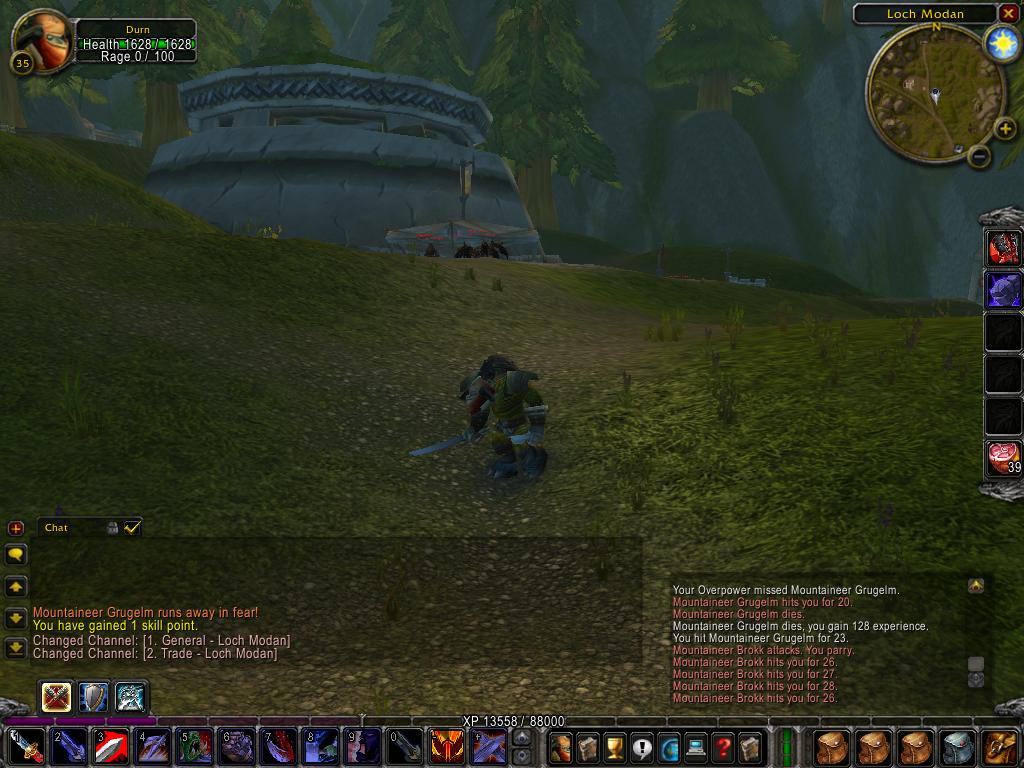 Durn
Health 1628 / 1628
Rage 0 / 100
35
Loch Modan
N
39
Chat
Mountaineer Grugelm runs away in fear!
You have gained 1 skill point.
Changed Channel: [1. General - Loch Modan]
Changed Channel: [2. Trade - Loch Modan]
Your Overpower missed Mountaineer Grugelm.
Mountaineer Grugelm hits you for 20.
Mountaineer Grugelm dies.
Mountaineer Grugelm dies, you gain 128 experience.
You hit Mountaineer Grugelm for 23.
Mountaineer Brokk attacks. You parry.
Mountaineer Brokk hits you for 26.
Mountaineer Brokk hits you for 27.
Mountaineer Brokk hits you for 28.
Mountaineer Brokk hits you for 26.
XP 13558 / 88000
1 2 3 4 5 6 7 8 9 0 - +